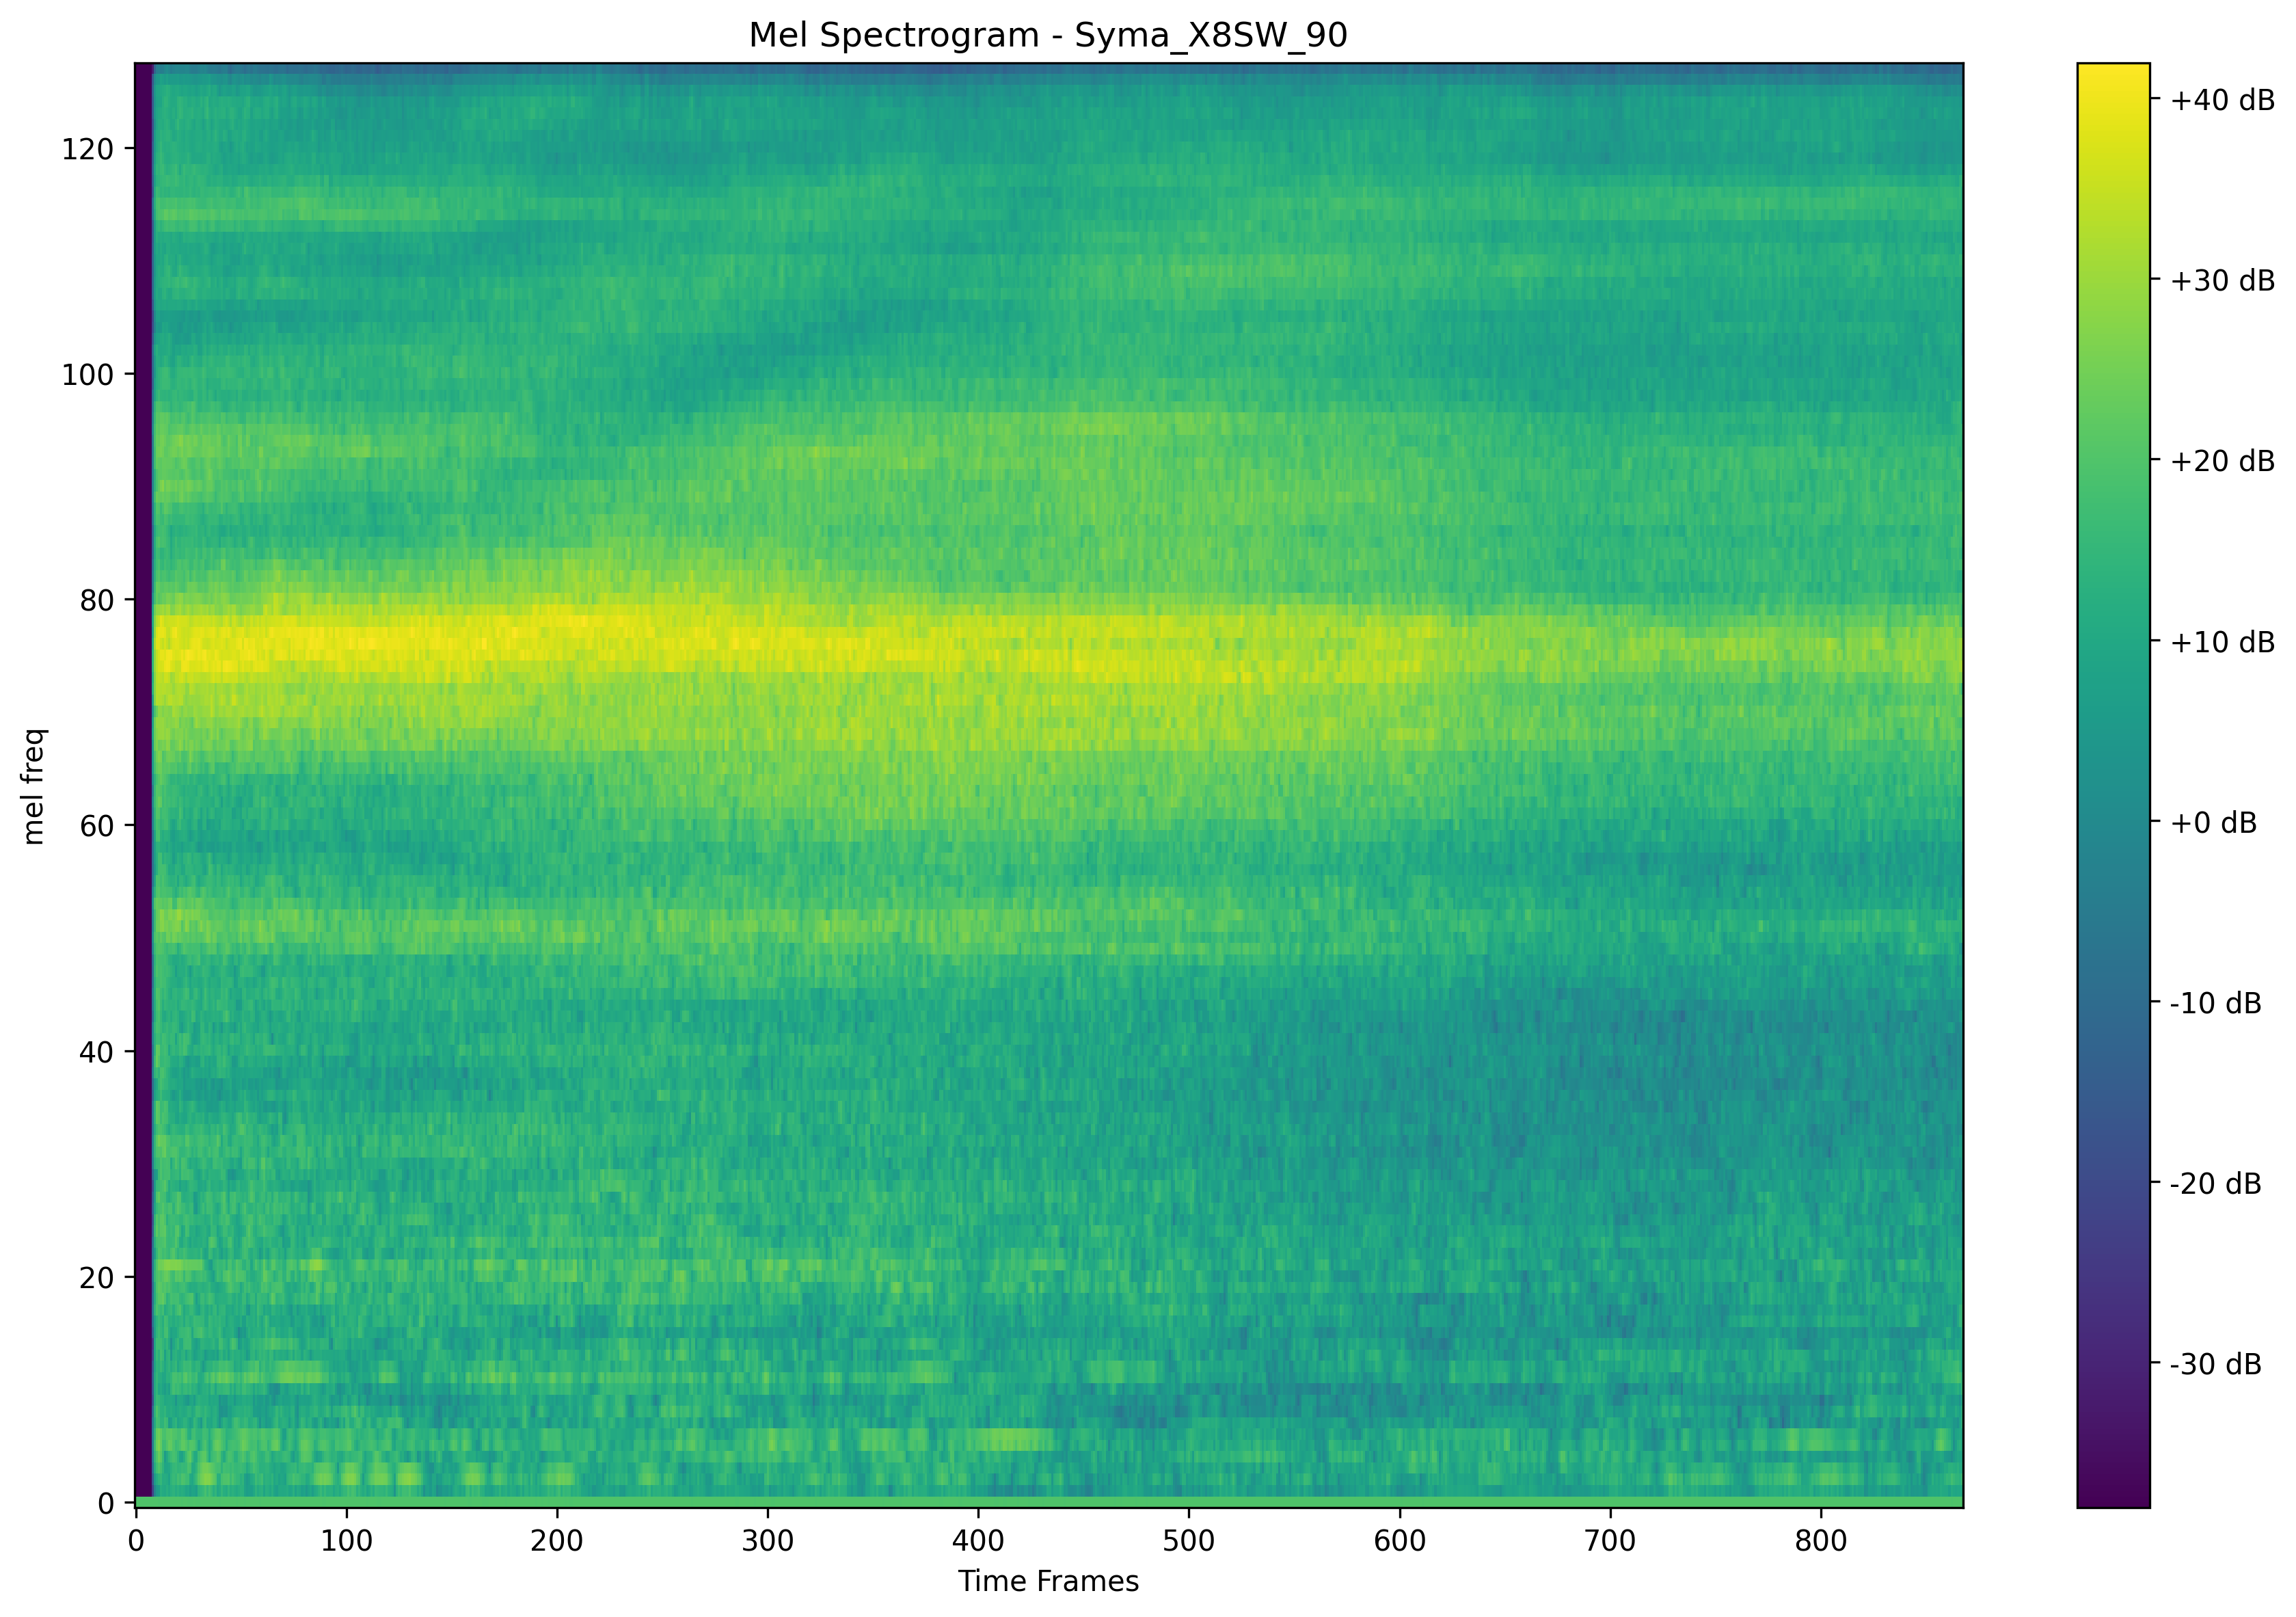 Mel Spectrogram - Syma_X8SW_90
mel freq
120
100
80
60
40
20
0
0 100 200 300 400 500 600 700 800
Time Frames
+40 dB
+30 dB
+20 dB
+10 dB
+0 dB
-10 dB
-20 dB
-30 dB